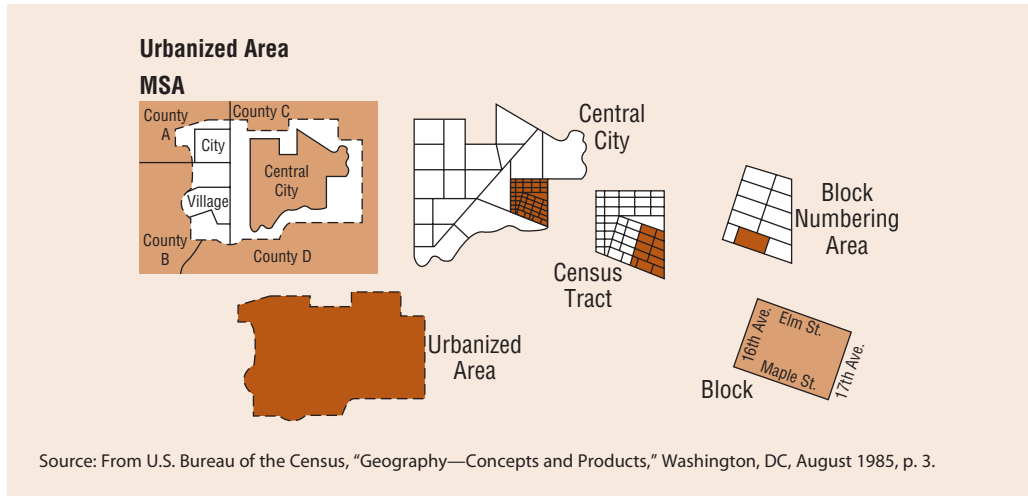 Urbanized Area
MSA
County
A
County C
City
Central
City
Village
County
B
County D
Central
City
Census
Tract
Block
Numbering
Area
Urbanized
Area
16th Ave.
Elm St.
Maple St.
17th Ave.
Block
Source: From U.S. Bureau of the Census, “Geography—Concepts and Products,” Washington, DC, August 1985, p. 3.